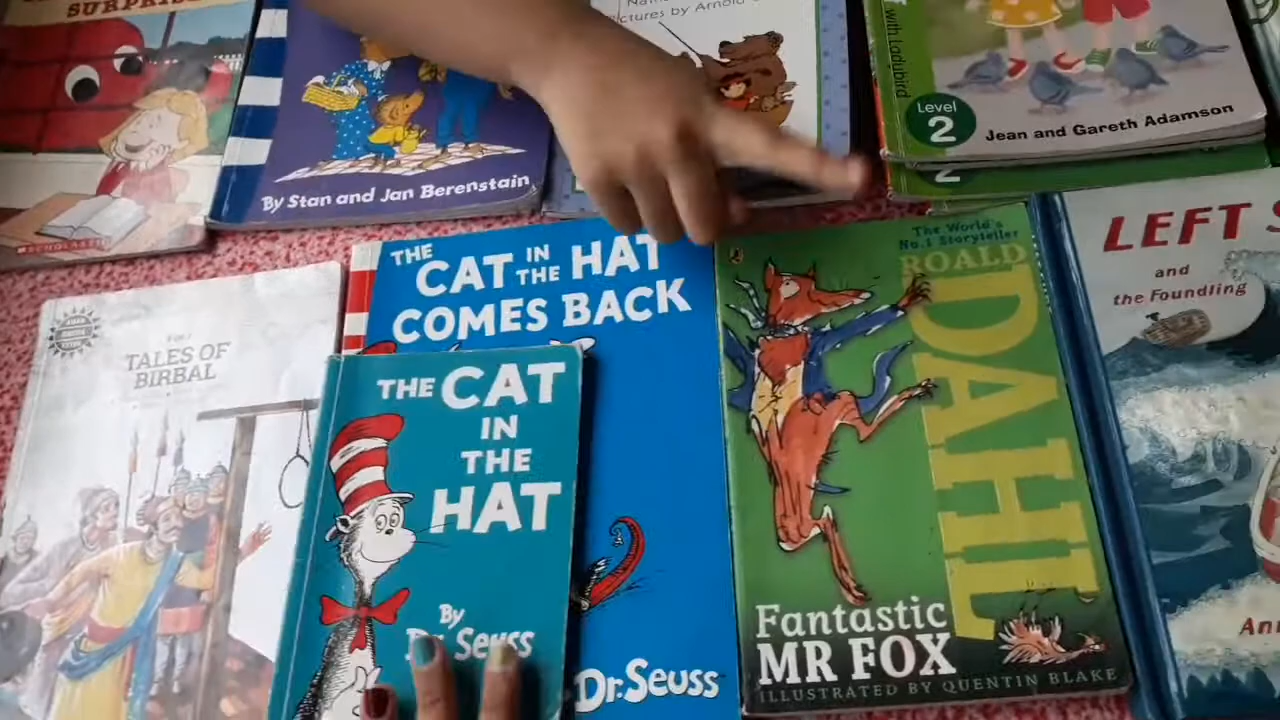 SURPRISE
SCHOLASTIC
By Stan and Jan Berenstain
Pictures by Arnold
with Ladybird
Level
2
Jean and Gareth Adamson
2
TALES OF
BIRBAL
THE
CAT IN
THE HAT
COMES BACK
Dr. Seuss
THE CAT
IN
THE
HAT
By
Dr. Seuss
The World's
No.1 Storyteller
ROALD
DAHL
Fantastic
MR FOX
ILLUSTRATED BY QUENTIN BLAKE
LEFT
and
the Foundling